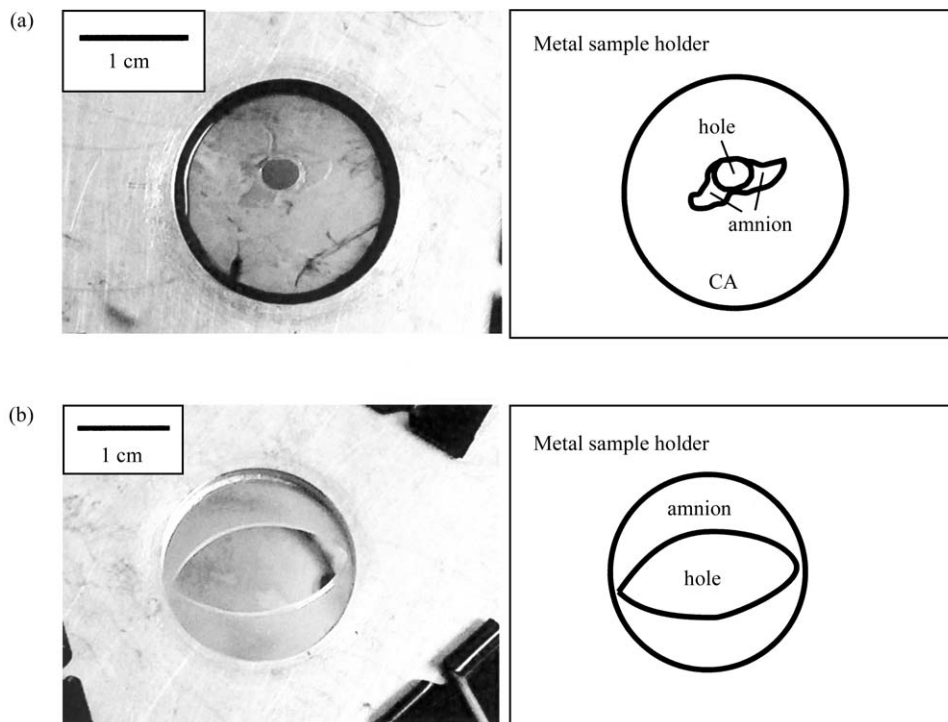 (a)
1 cm
Metal sample holder
hole
amnion
CA
(b)
1 cm
Metal sample holder
amnion
hole